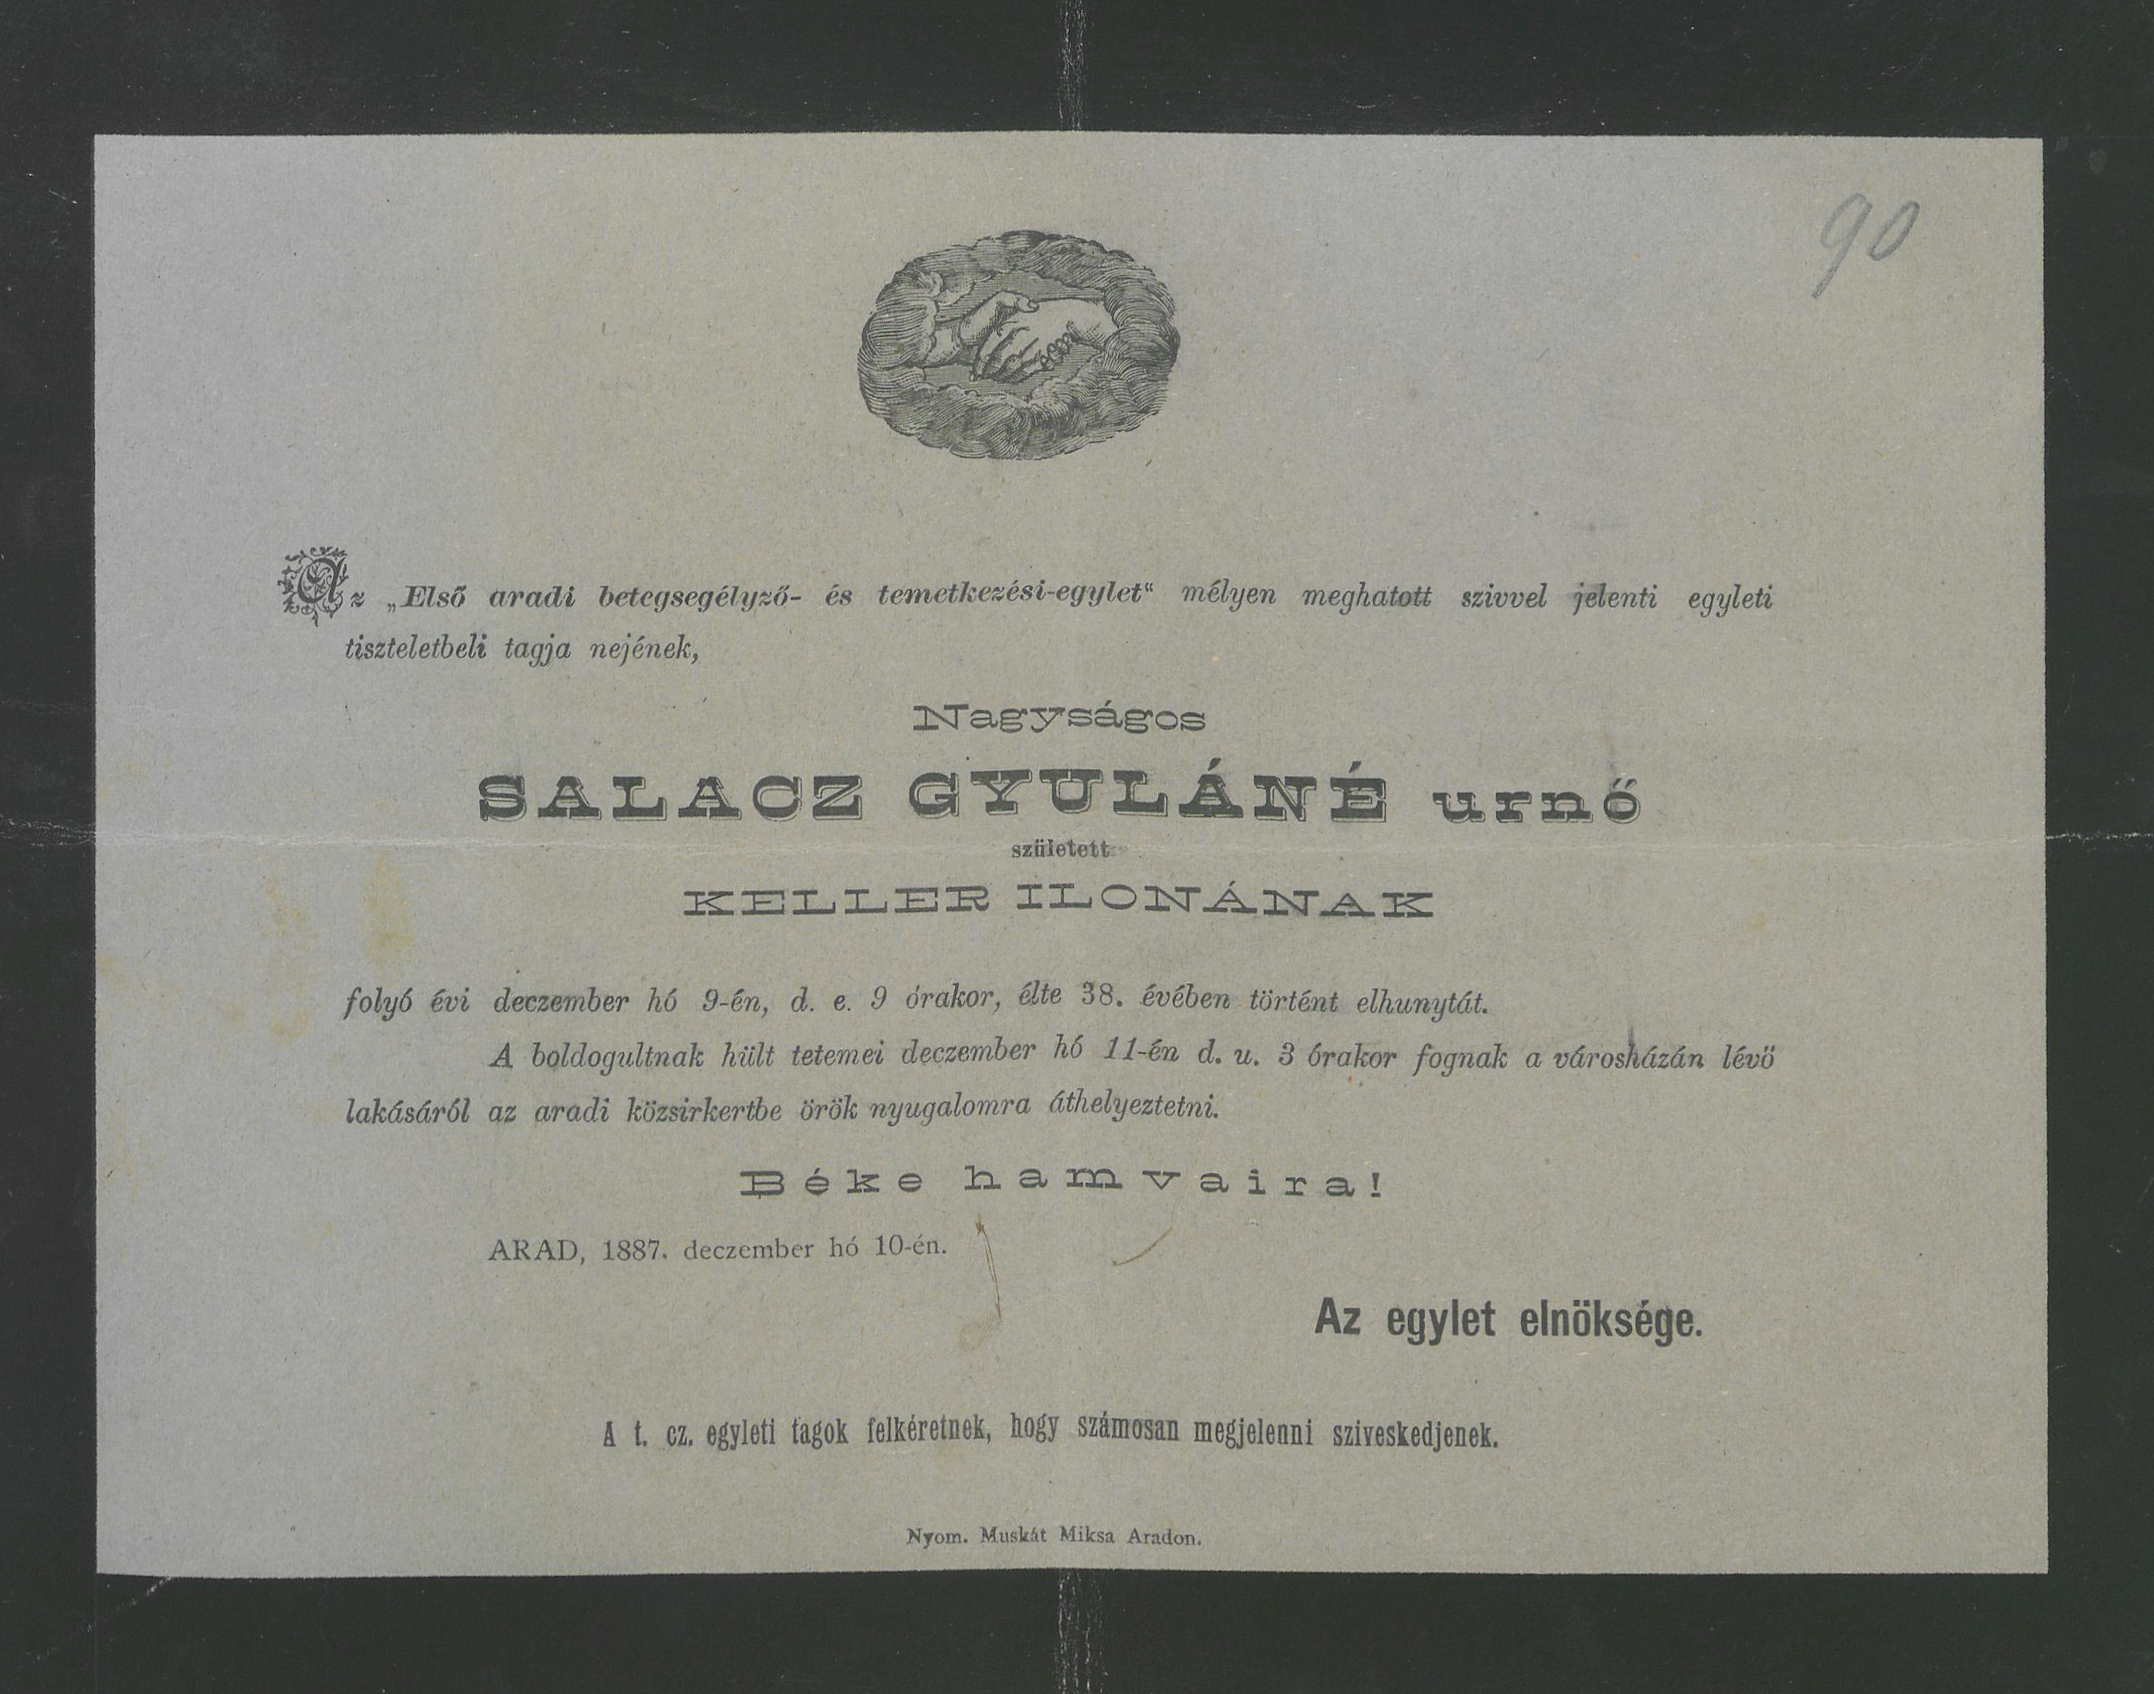 90
Az „Első aradi betegsegélyző- és temetkezési-egylet“ mélyen meghatott szivvel jelenti egyleti
tiszteletbeli tagja nejének,
Nagyságos
SALACZ GYULÁNÉ urnő
született
KELLER ILONÁNAK
folyó évi deczember hó 9-én, d. e. 9 órakor, élte 38. évében történt elhunytát.
A boldogultnak hült tetemei deczember hó 11-én d. u. 3 órakor fognak a városházán lévö
lakásáról az aradi közsirkertbe örök nyugalomra áthelyeztetni.
Béke hamvaira!
ARAD, 1887. deczember hó 10-én.
Az egylet elnöksége.
A t. cz. egyleti tagok felkéretnek, hogy számosan megjelenni sziveskedjenek.
Nyom. Muskát Miksa Aradon.